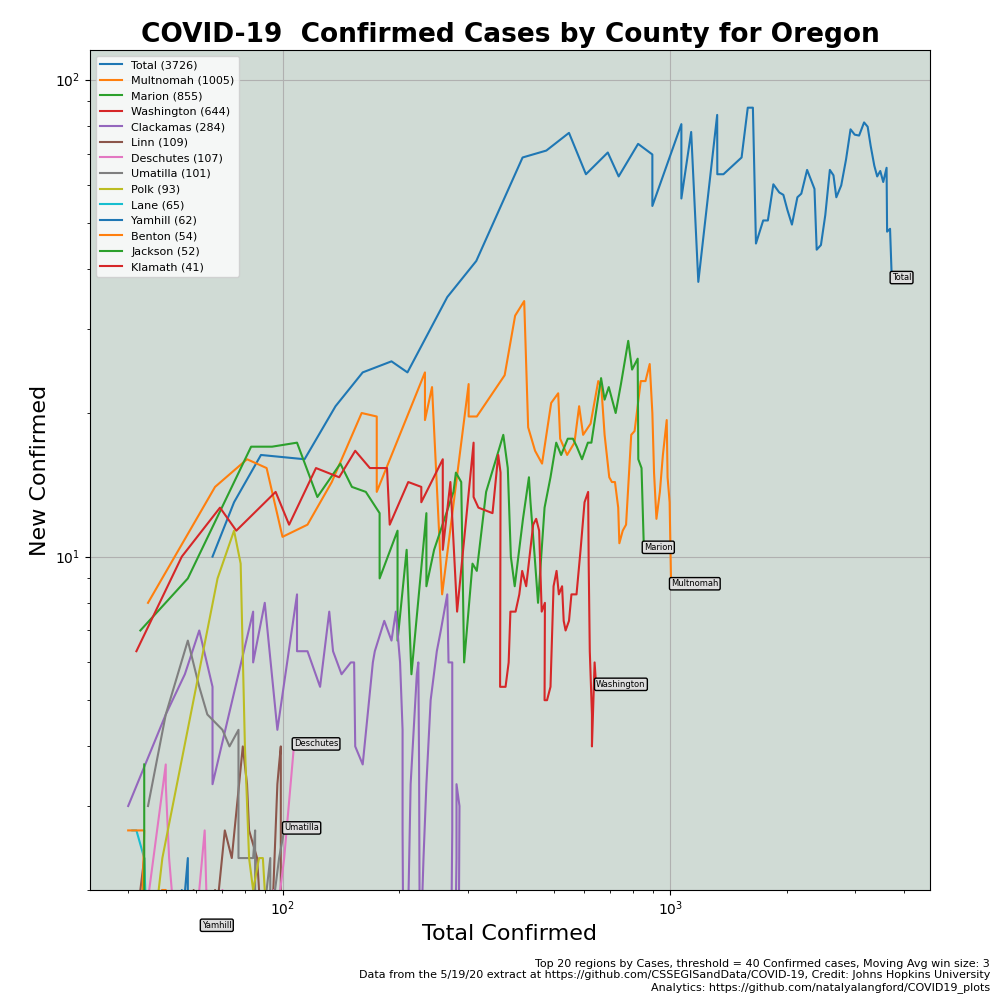 COVID-19  Confirmed Cases by County for Oregon
10²
Total (3726)
Multnomah (1005)
Marion (855)
Washington (644)
Clackamas (284)
Linn (109)
Deschutes (107)
Umatilla (101)
Polk (93)
Lane (65)
Yamhill (62)
Benton (54)
Jackson (52)
Klamath (41)
Total
New Confirmed
10¹
Marion
Multnomah
Washington
Deschutes
Umatilla
10² 10³
Yamhill
Total Confirmed
Top 20 regions by Cases, threshold = 40 Confirmed cases, Moving Avg win size: 3
Data from the 5/19/20 extract at https://github.com/CSSEGISandData/COVID-19, Credit: Johns Hopkins University
Analytics: https://github.com/natalyalangford/COVID19_plots